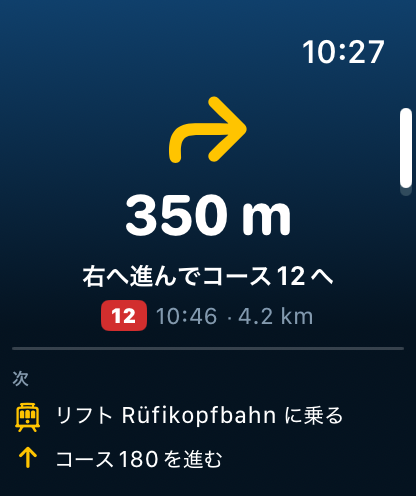 10:27
350 m
右へ進んでコース 12 へ
12 10:46 · 4.2 km
次
リフト Rüfikopfbahn に乗る
コース 180 を進む